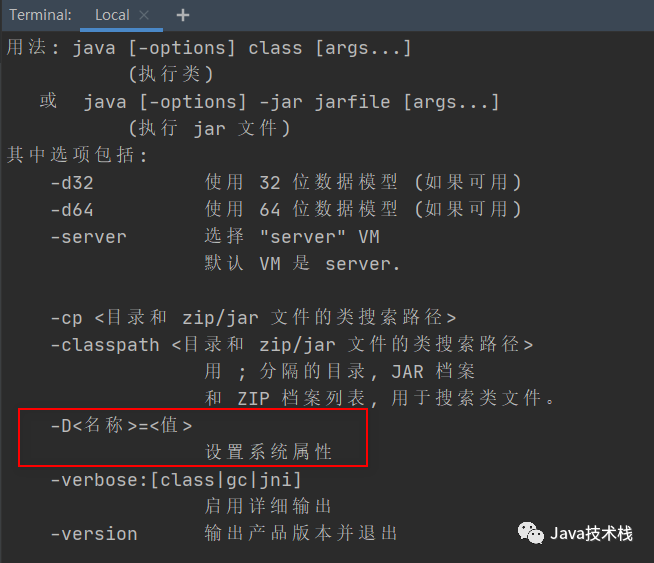 Terminal: Local × +
用法: java [-options] class [args...]
(执行类)
或 java [-options] -jar jarfile [args...]
(执行 jar 文件)
其中选项包括:
-d32 使用 32 位数据模型 (如果可用)
-d64 使用 64 位数据模型 (如果可用)
-server 选择 "server" VM
默认 VM 是 server.
-cp <目录和 zip/jar 文件的类搜索路径>
-classpath <目录和 zip/jar 文件的类搜索路径>
用 ; 分隔的目录, JAR 档案
和 ZIP 档案列表, 用于搜索类文件。
-D<名称>=<值>
设置系统属性
-verbose:[class|gc|jni]
启用详细输出
-version 输出产品版本并退出
Java技术栈